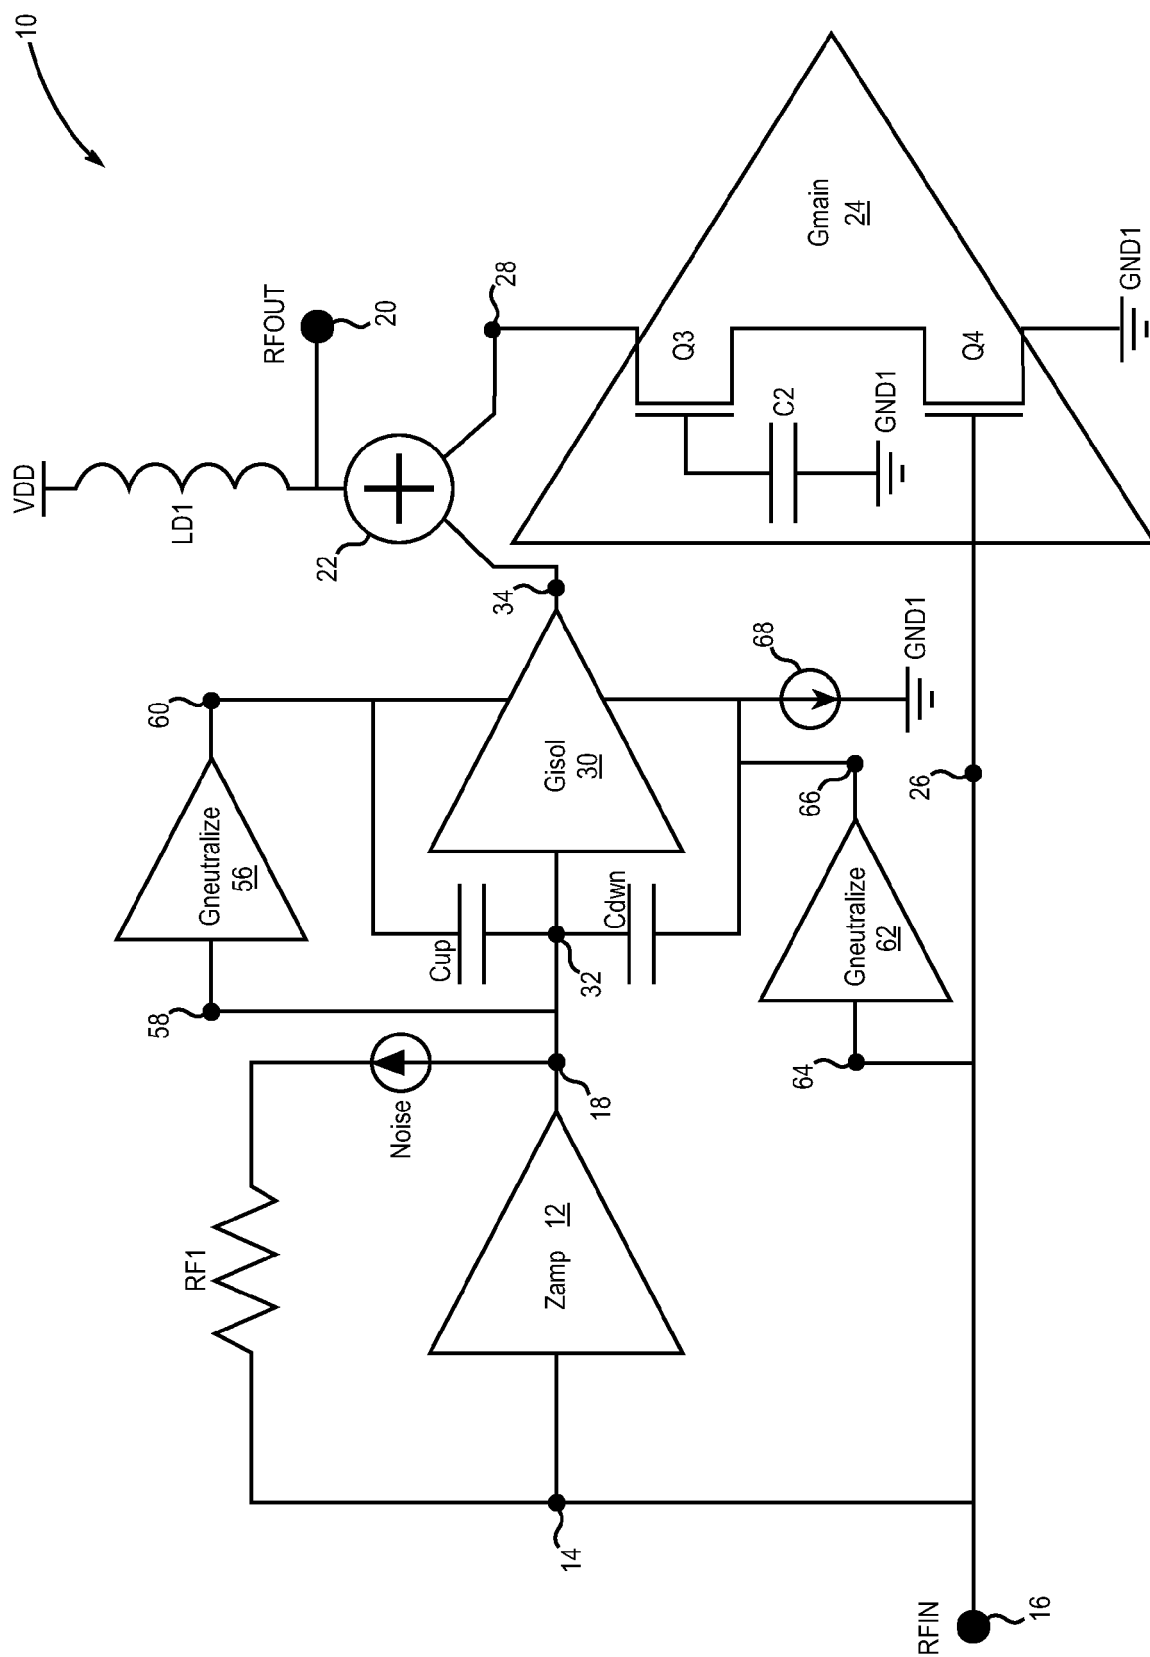 10
VDD
LD1
RFOUT
20
22
28
34
Gmain
24
Q3
C2
GND1
Q4
GND1
60
Gneutralize
56
58
Gisol
30
68
GND1
Cup
Cdwn
32
66
26
Gneutralize
62
64
Noise
18
RF1
Zamp 12
14
RFIN
16